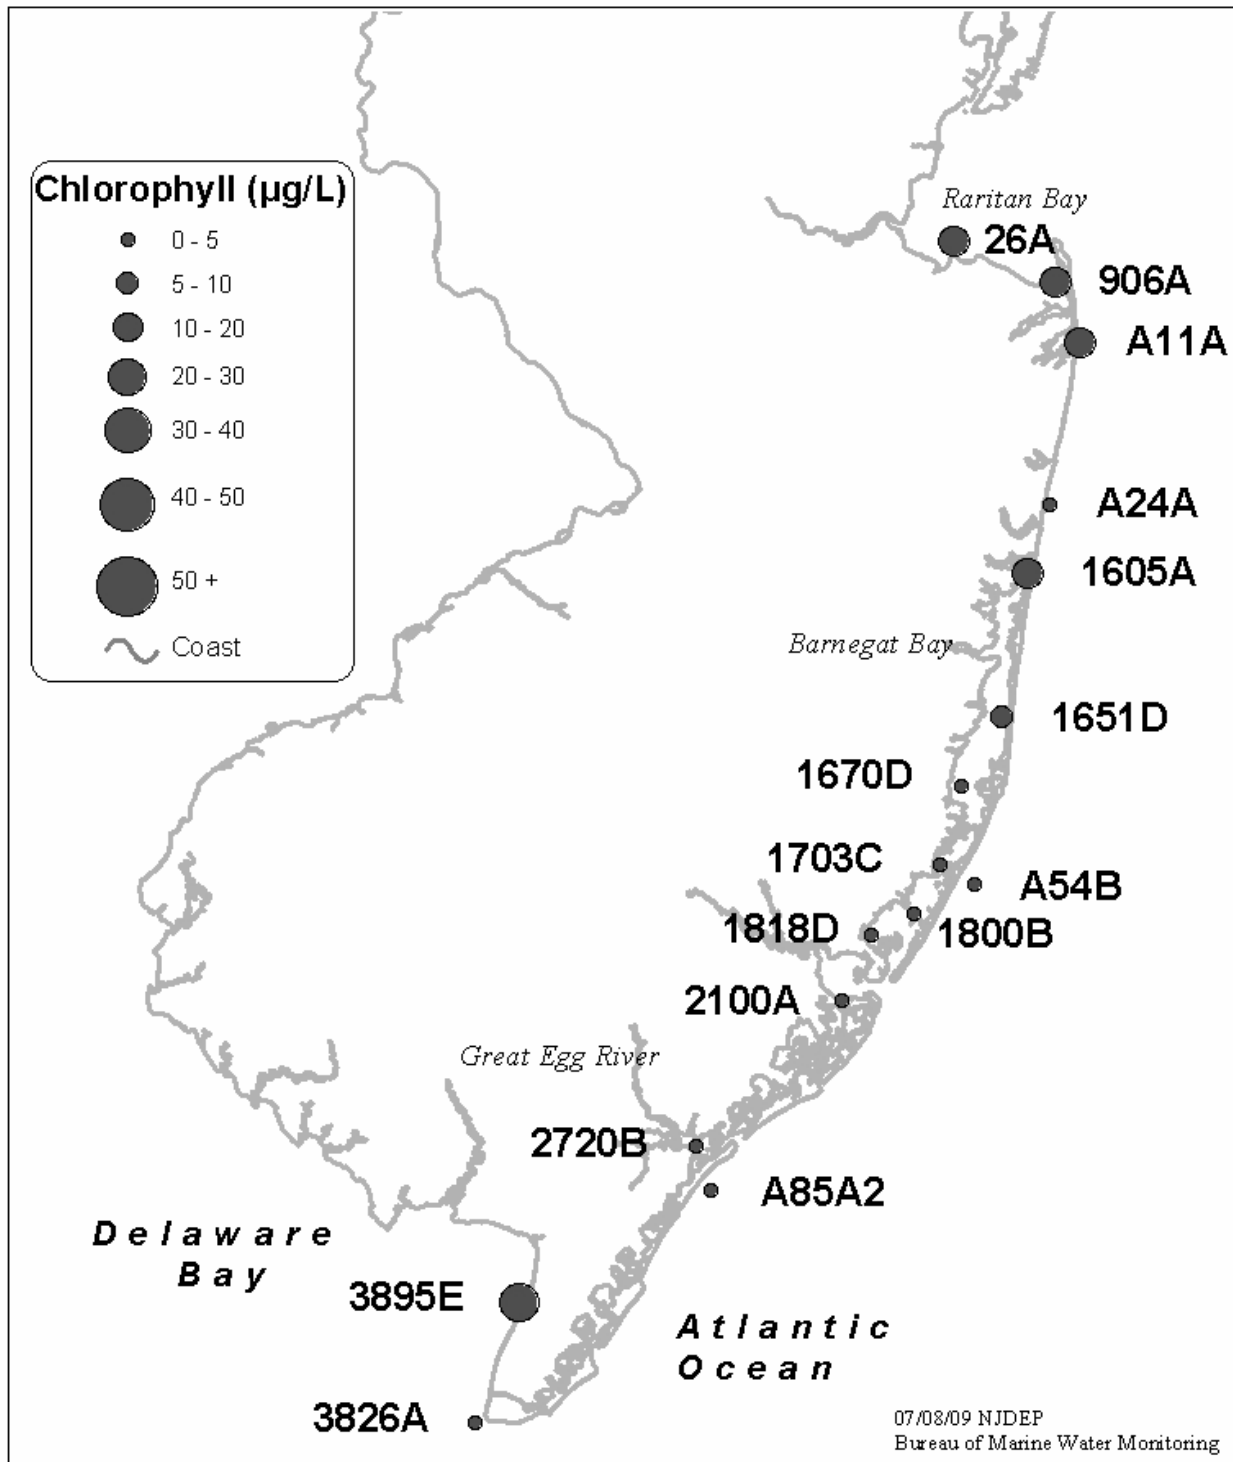 Chlorophyll (µg/L)
0 - 5
5 - 10
10 - 20
20 - 30
30 - 40
40 - 50
50 +
Coast
Raritan Bay
26A
906A
A11A
A24A
1605A
Barnegat Bay
1651D
1670D
1703C
A54B
1818D
1800B
2100A
Great Egg River
2720B
A85A2
Delaware
Bay
3895E
Atlantic
Ocean
3826A
07/08/09 NJDEP
Bureau of Marine Water Monitoring